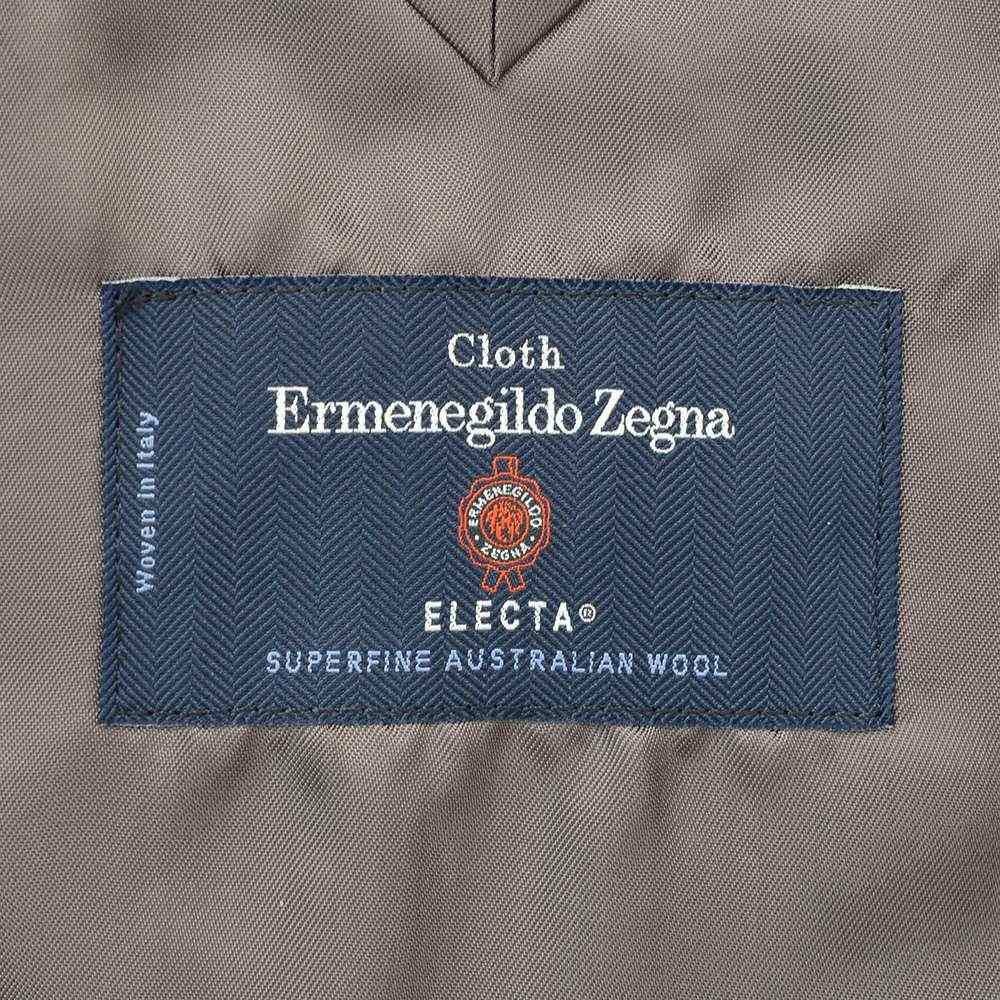 Cloth
Ermenegildo Zegna
ERMENEGILDO
ZEGNA
ELECTA®
SUPERFINE AUSTRALIAN WOOL
Woven in Italy